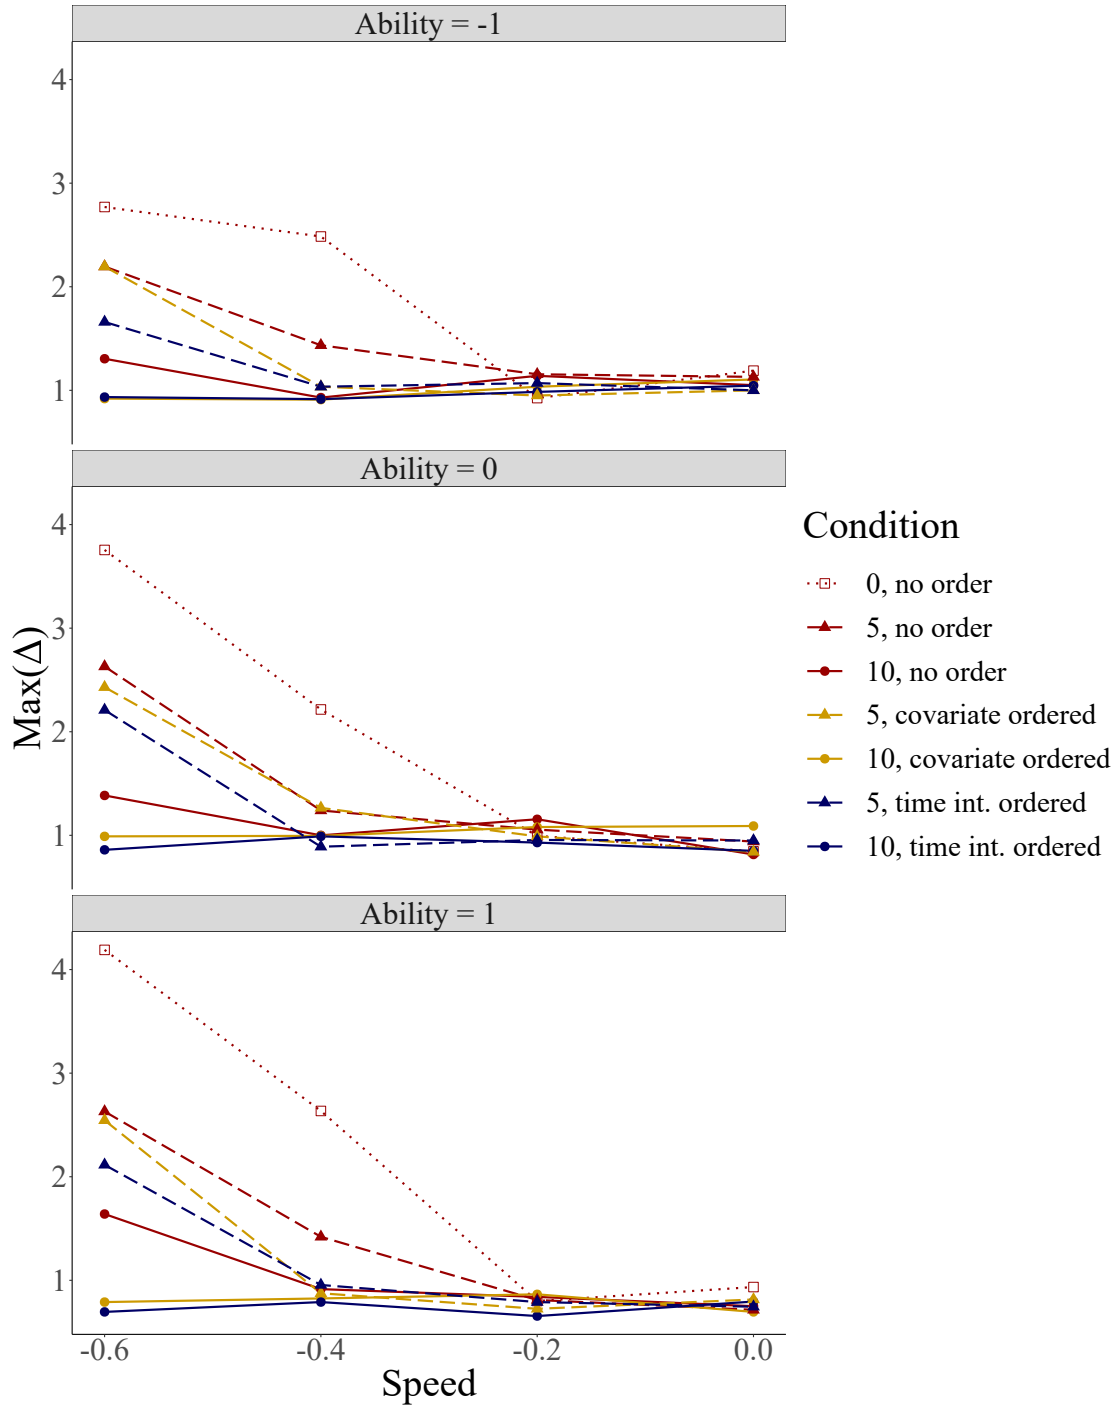 Ability = -1
4
3
2
1
Ability = 0
4
3
2
1
Ability = 1
4
3
2
1
-0.6 -0.4 -0.2 0.0
Speed
Max(Δ)
Condition
0, no order
5, no order
10, no order
5, covariate ordered
10, covariate ordered
5, time int. ordered
10, time int. ordered